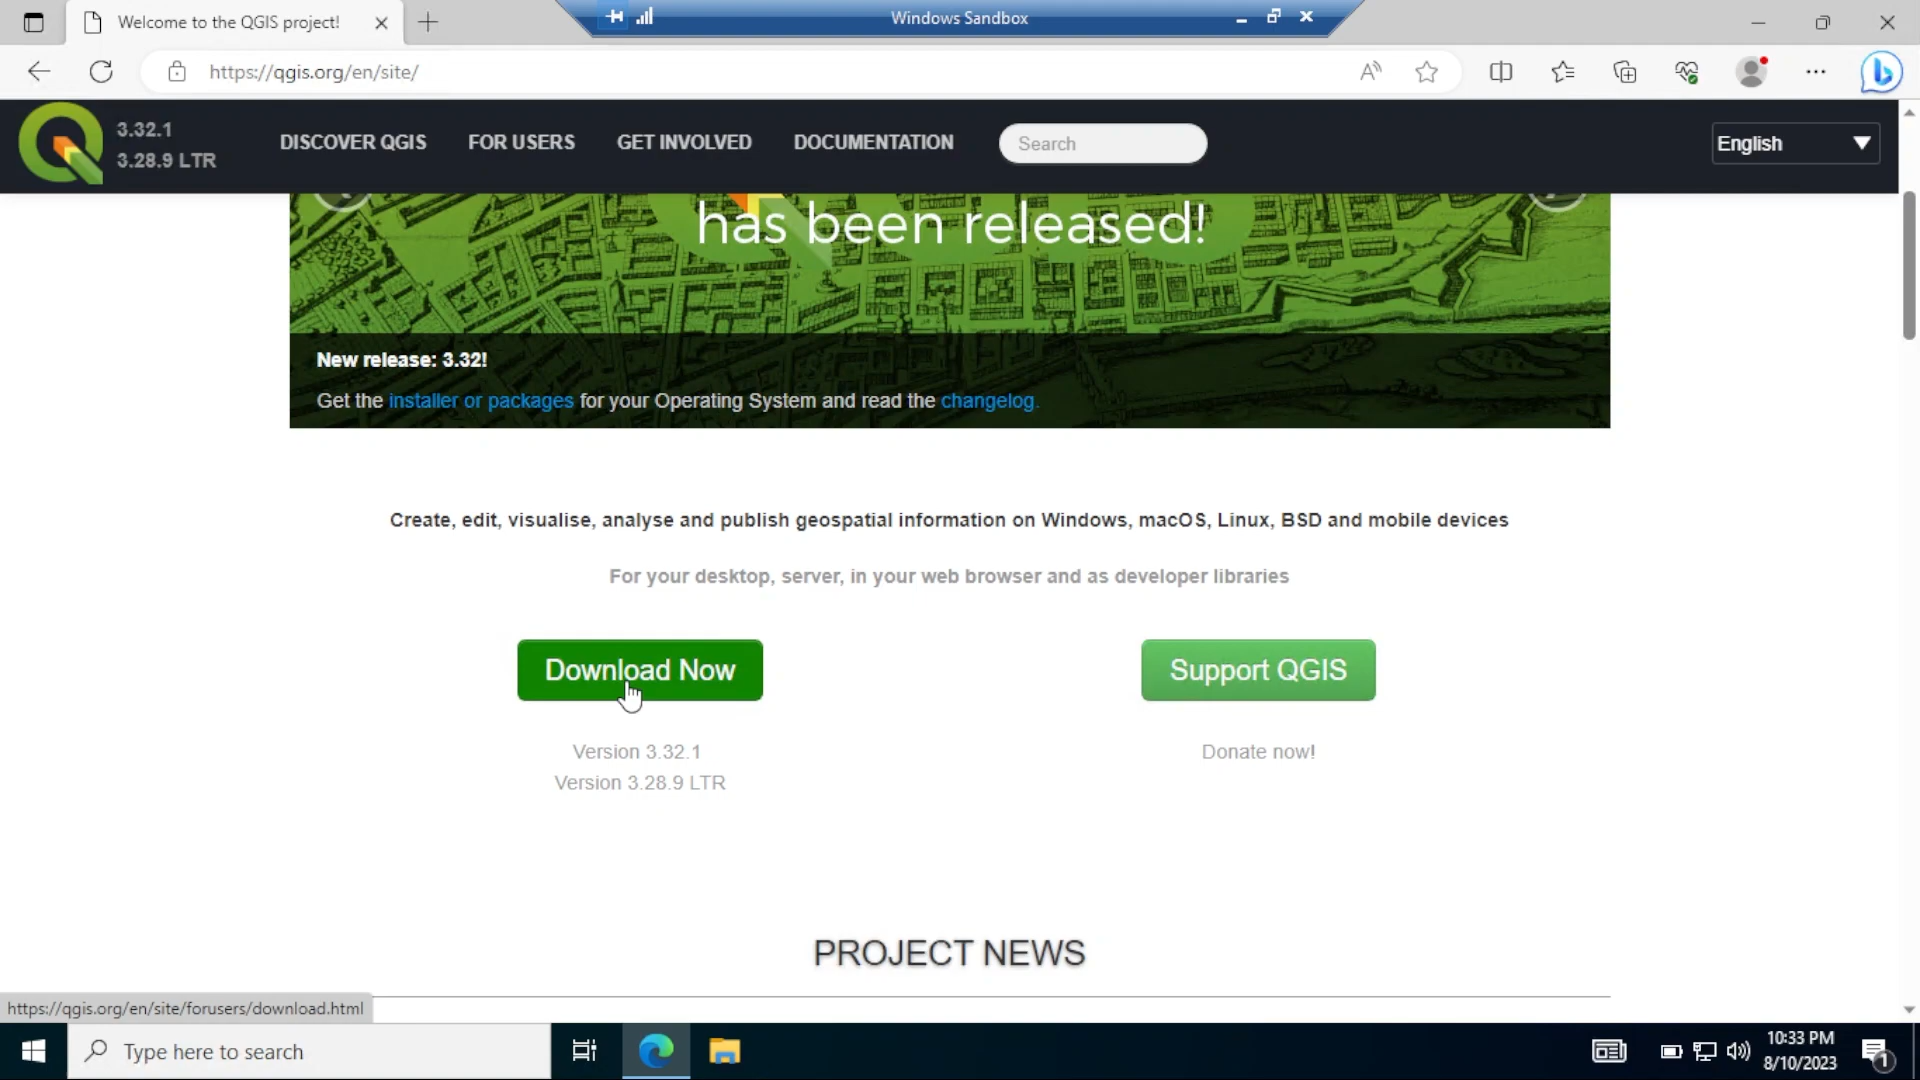 Welcome to the QGIS project!
Windows Sandbox
https://qgis.org/en/site/
3.32.1
3.28.9 LTR
DISCOVER QGIS
FOR USERS
GET INVOLVED
DOCUMENTATION
Search
English
has been released!
New release: 3.32!
Get the installer or packages for your Operating System and read the changelog.
Create, edit, visualise, analyse and publish geospatial information on Windows, macOS, Linux, BSD and mobile devices
For your desktop, server, in your web browser and as developer libraries
Download Now
Support QGIS
Version 3.32.1
Donate now!
Version 3.28.9 LTR
PROJECT NEWS
https://qgis.org/en/site/forusers/download.html
Type here to search
10:33 PM
8/10/2023
1